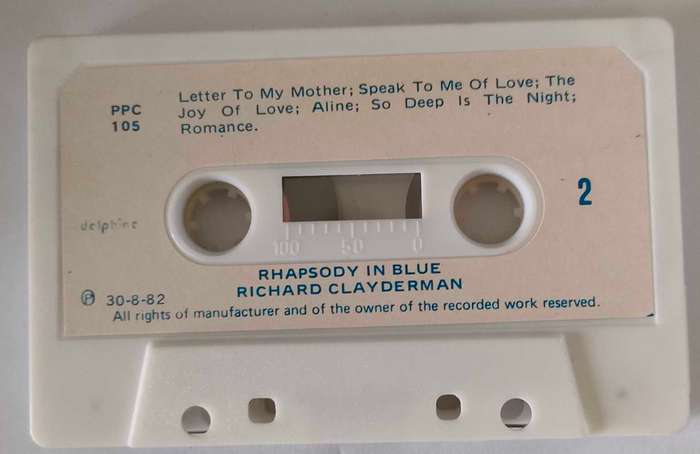 PPC
105
Letter To My Mother; Speak To Me Of Love; The
Joy Of Love; Aline; So Deep Is The Night;
Romance.
2
delphine
100 50 0
RHAPSODY IN BLUE
RICHARD CLAYDERMAN
℗ 30-8-82
All rights of manufacturer and of the owner of the recorded work reserved.